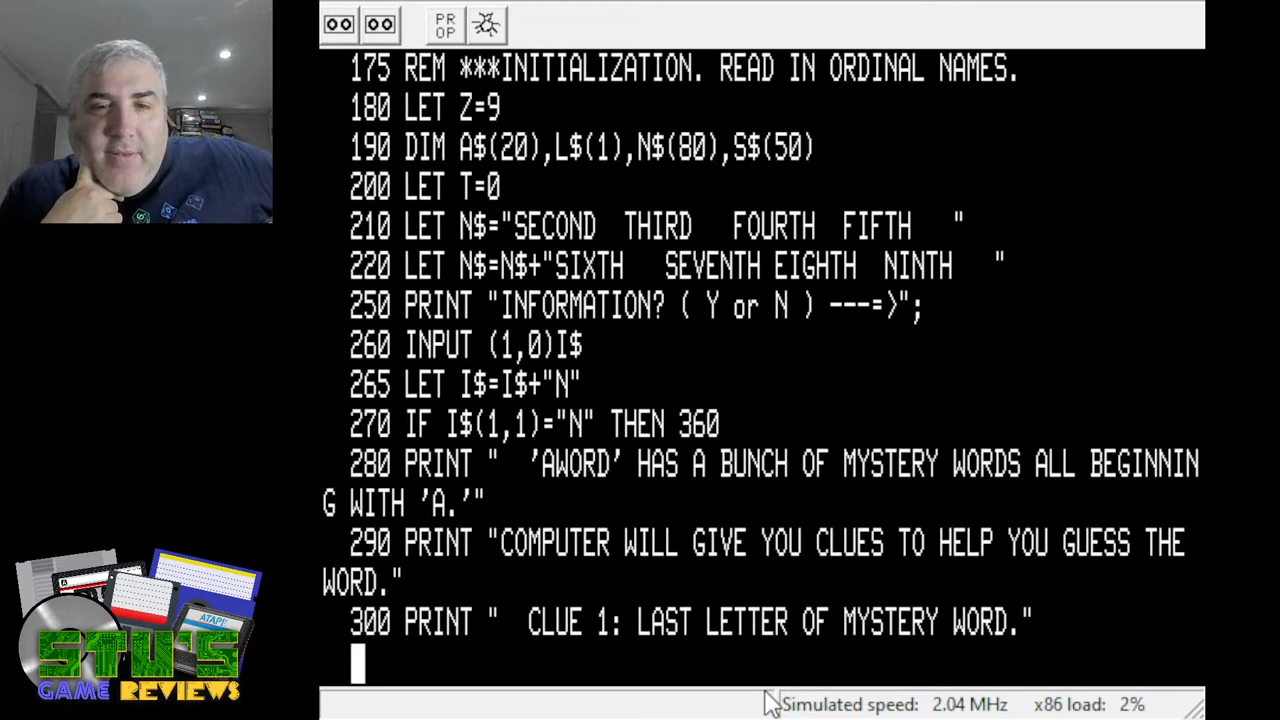 PR
OP
175 REM ***INITIALIZATION. READ IN ORDINAL NAMES.
180 LET Z=9
190 DIM A$(20),L$(1),N$(80),S$(50)
200 LET T=0
210 LET N$="SECOND  THIRD   FOURTH  FIFTH   "
220 LET N$=N$+"SIXTH   SEVENTH EIGHTH  NINTH   "
250 PRINT "INFORMATION? ( Y or N ) ---=>";
260 INPUT (1,0)I$
265 LET I$=I$+"N"
270 IF I$(1,1)="N" THEN 360
280 PRINT "  'AWORD' HAS A BUNCH OF MYSTERY WORDS ALL BEGINNIN
G WITH 'A.'"
290 PRINT "COMPUTER WILL GIVE YOU CLUES TO HELP YOU GUESS THE
WORD."
300 PRINT "  CLUE 1: LAST LETTER OF MYSTERY WORD."
ATARI
STU'S
GAME REVIEWS
Simulated speed: 2.04 MHz x86 load: 2%